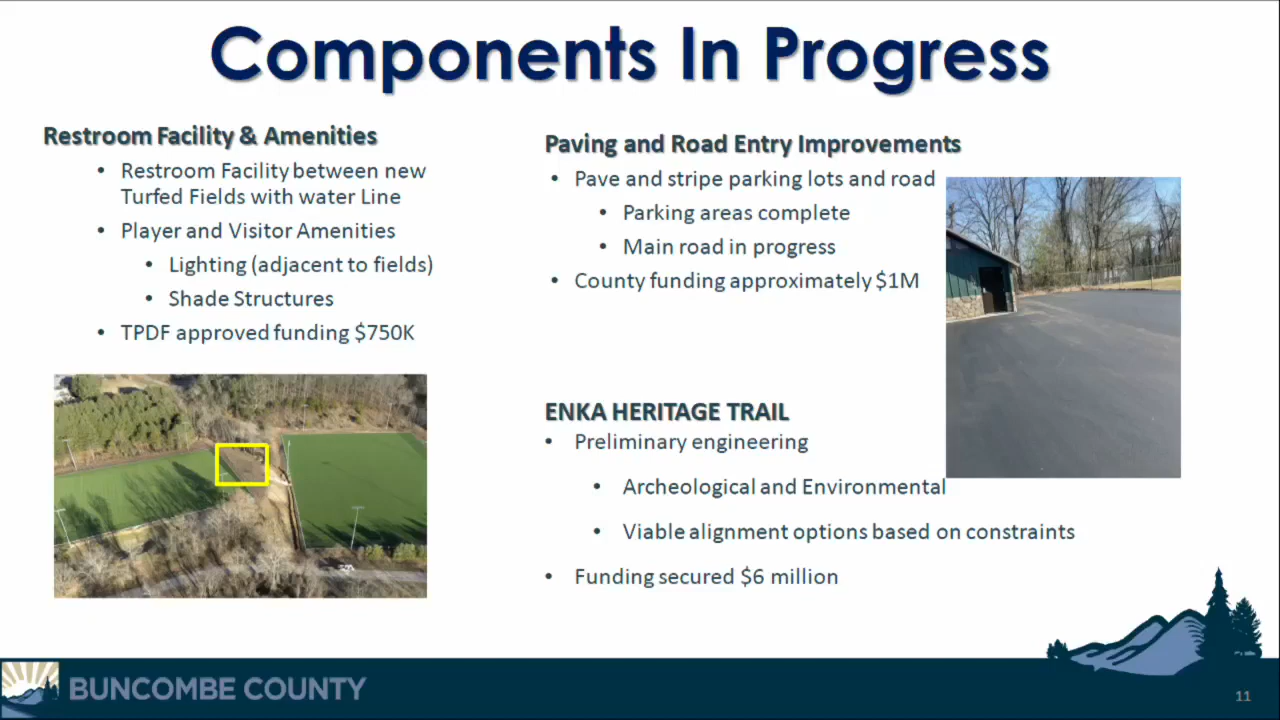 Components In Progress
Restroom Facility & Amenities
• Restroom Facility between new
Turfed Fields with water Line
• Player and Visitor Amenities
• Lighting (adjacent to fields)
• Shade Structures
• TPDF approved funding $750K
Paving and Road Entry Improvements
• Pave and stripe parking lots and road
• Parking areas complete
• Main road in progress
• County funding approximately $1M
ENKA HERITAGE TRAIL
• Preliminary engineering
• Archeological and Environmental
• Viable alignment options based on constraints
• Funding secured $6 million
BUNCOMBE COUNTY
11